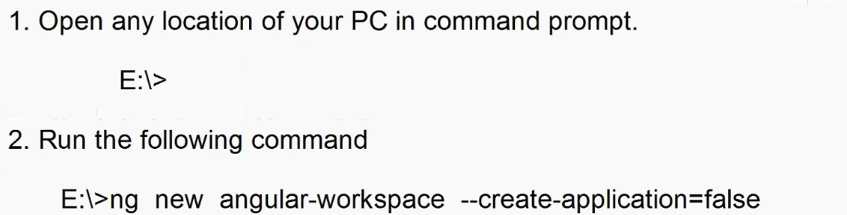 1. Open any location of your PC in command prompt.
E:\>
2. Run the following command
E:\>ng new angular-workspace --create-application=false